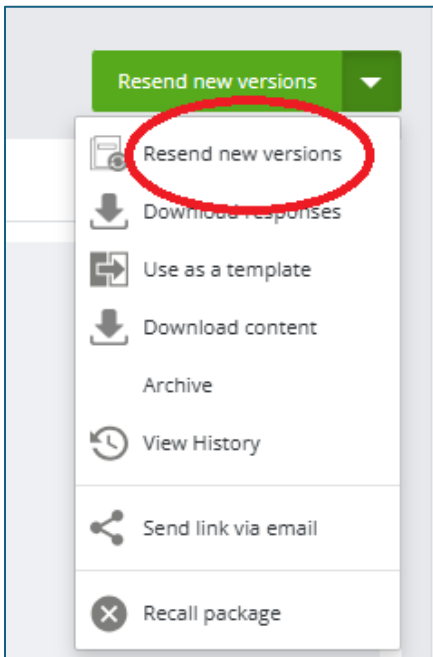 Resend new versions
Resend new versions
Download responses
Use as a template
Download content
Archive
View History
Send link via email
Recall package